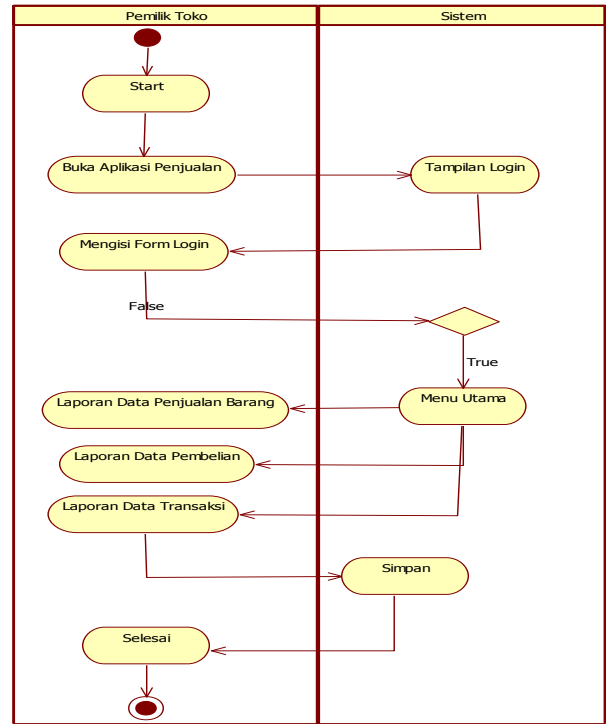 Pemilik Toko
Sistem
Start
Buka Aplikasi Penjualan
Tampilan Login
Mengisi Form Login
False
True
Menu Utama
Laporan Data Penjualan Barang
Laporan Data Pembelian
Laporan Data Transaksi
Simpan
Selesai